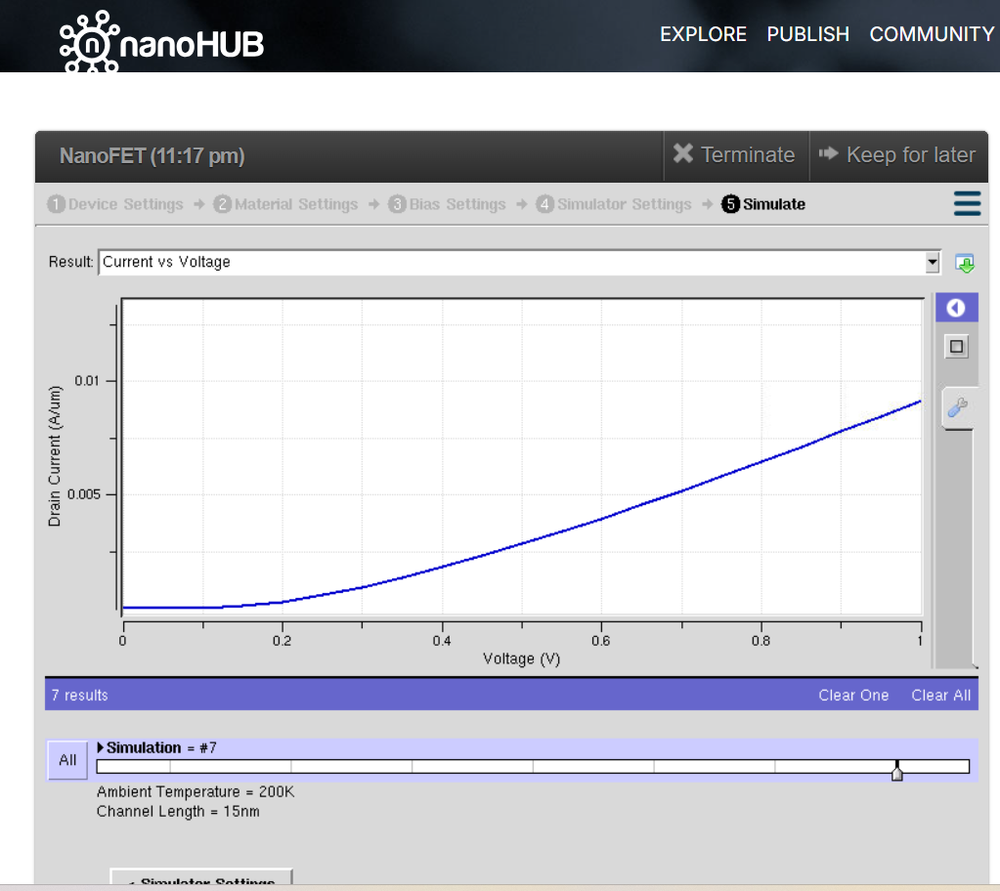 nanoHUB
EXPLORE PUBLISH COMMUNITY
NanoFET (11:17 pm)
Terminate
Keep for later
1 Device Settings → 2 Material Settings → 3 Bias Settings → 4 Simulator Settings → 5 Simulate
Result: Current vs Voltage
Drain Current (A/um)
0.01
0.005
0 0.2 0.4 0.6 0.8 1
Voltage (V)
7 results
Clear One Clear All
All
Simulation = #7
Ambient Temperature = 200K
Channel Length = 15nm
Simulator Settings